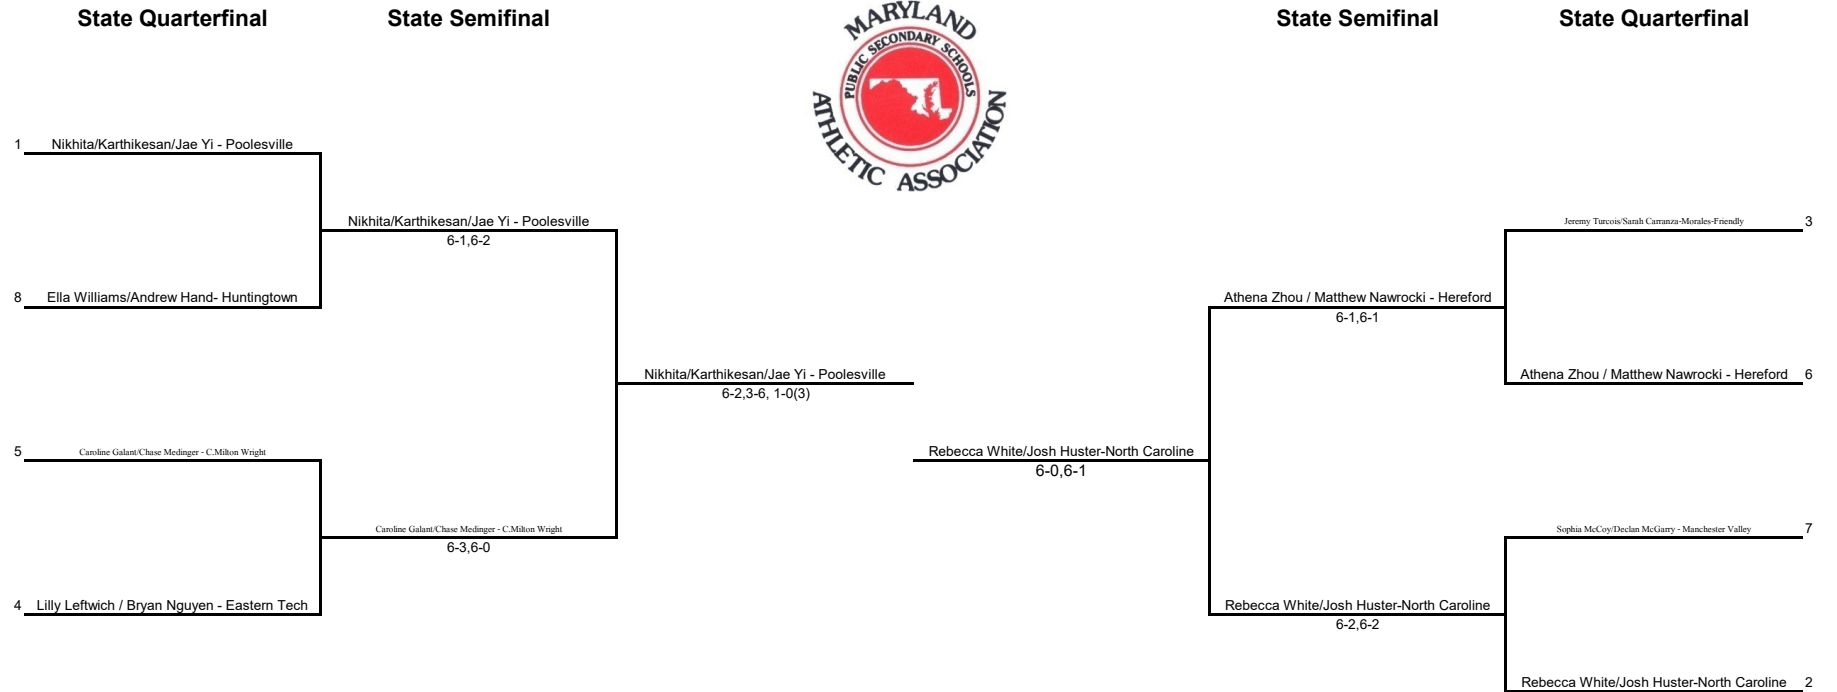 State Quarterfinal
State Semifinal
MARYLAND
PUBLIC SECONDARY SCHOOLS
ATHLETIC ASSOCIATION
State Semifinal
State Quarterfinal
1 Nikhita/Karthikesan/Jae Yi - Poolesville
Nikhita/Karthikesan/Jae Yi - Poolesville
6-1,6-2
8 Ella Williams/Andrew Hand- Huntingtown
Nikhita/Karthikesan/Jae Yi - Poolesville
6-2,3-6, 1-0(3)
5 Caroline Galant/Chase Medinger - C.Milton Wright
Caroline Galant/Chase Medinger - C.Milton Wright
6-3,6-0
4 Lilly Leftwich / Bryan Nguyen - Eastern Tech
Jeremy Turcois/Sarah Carranza-Morales-Friendly 3
Athena Zhou / Matthew Nawrocki - Hereford
6-1,6-1
Athena Zhou / Matthew Nawrocki - Hereford 6
Rebecca White/Josh Huster-North Caroline
6-0,6-1
Sophia McCoy/Declan McGarry - Manchester Valley 7
Rebecca White/Josh Huster-North Caroline
6-2,6-2
Rebecca White/Josh Huster-North Caroline 2